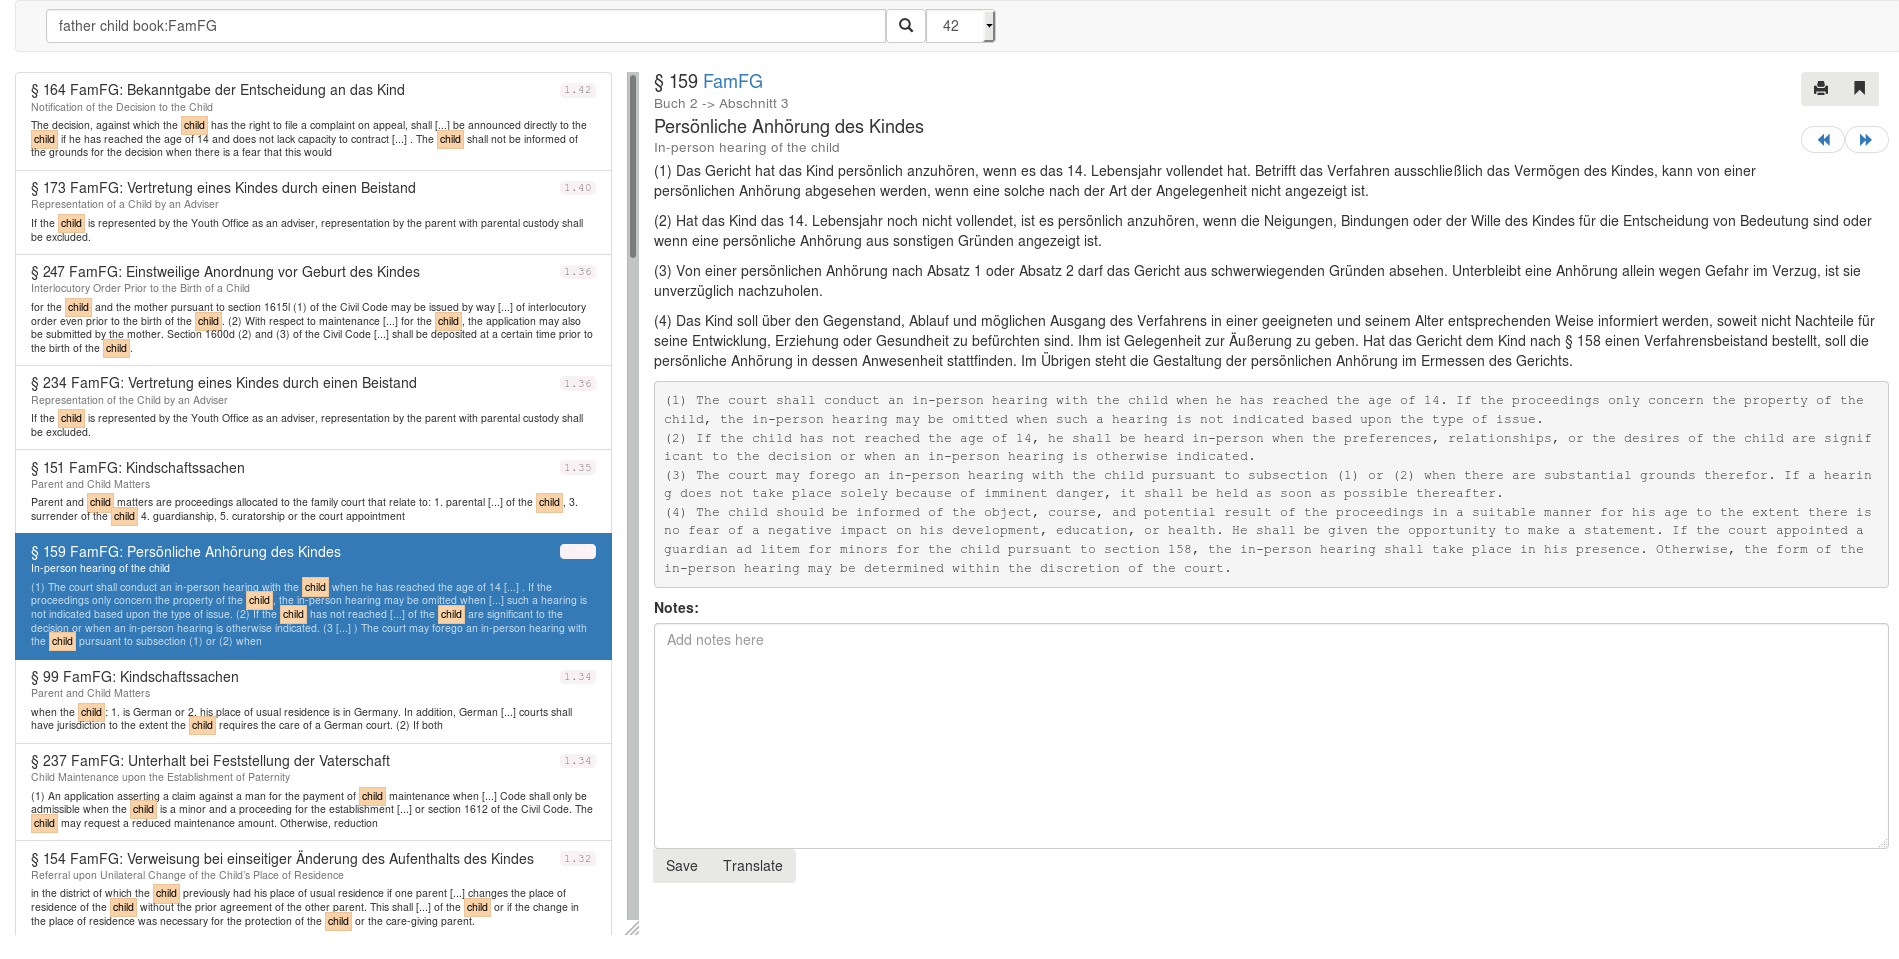 father child book:FamFG
42
§ 164 FamFG: Bekanntgabe der Entscheidung an das Kind
1.42
Notification of the Decision to the Child
The decision, against which the child has the right to file a complaint on appeal, shall [...] be announced directly to the
child if he has reached the age of 14 and does not lack capacity to contract [...] . The child shall not be informed of
the grounds for the decision when there is a fear that this would
§ 173 FamFG: Vertretung eines Kindes durch einen Beistand
1.40
Representation of a Child by an Adviser
If the child is represented by the Youth Office as an adviser, representation by the parent with parental custody shall
be excluded.
§ 247 FamFG: Einstweilige Anordnung vor Geburt des Kindes
1.36
Interlocutory Order Prior to the Birth of a Child
for the child and the mother pursuant to section 1615l (1) of the Civil Code may be issued by way [...] of interlocutory
order even prior to the birth of the child. (2) With respect to maintenance [...] for the child, the application may also
be submitted by the mother. Section 1600d (2) and (3) of the Civil Code [...] shall be deposited at a certain time prior to
the birth of the child.
§ 234 FamFG: Vertretung eines Kindes durch einen Beistand
1.36
Representation of the Child by an Adviser
If the child is represented by the Youth Office as an adviser, representation by the parent with parental custody shall
be excluded.
§ 151 FamFG: Kindschaftssachen
1.35
Parent and Child Matters
Parent and child matters are proceedings allocated to the family court that relate to: 1. parental [...] of the child, 3.
surrender of the child 4. guardianship, 5. curatorship or the court appointment
§ 159 FamFG: Persönliche Anhörung des Kindes
In-person hearing of the child
(1) The court shall conduct an in-person hearing with the child when he has reached the age of 14 [...] . If the
proceedings only concern the property of the child, the in-person hearing may be omitted when [...] such a hearing is
not indicated based upon the type of issue. (2) If the child has not reached [...] of the child are significant to the
decision or when an in-person hearing is otherwise indicated. (3 [...] ) The court may forego an in-person hearing with
the child pursuant to subsection (1) or (2) when
§ 99 FamFG: Kindschaftssachen
1.34
Parent and Child Matters
when the child: 1. is German or 2. his place of usual residence is in Germany. In addition, German [...] courts shall
have jurisdiction to the extent the child requires the care of a German court. (2) If both
§ 237 FamFG: Unterhalt bei Feststellung der Vaterschaft
1.34
Child Maintenance upon the Establishment of Paternity
(1) An application asserting a claim against a man for the payment of child maintenance when [...] Code shall only be
admissible when the child is a minor and a proceeding for the establishment [...] or section 1612 of the Civil Code. The
child may request a reduced maintenance amount. Otherwise, reduction
§ 154 FamFG: Verweisung bei einseitiger Änderung des Aufenthalts des Kindes
1.32
Referral upon Unilateral Change of the Child's Place of Residence
in the district of which the child previously had his place of usual residence if one parent [...] changes the place of
residence of the child without the prior agreement of the other parent. This shall [...] of the child or if the change in
the place of residence was necessary for the protection of the child or the care-giving parent.
§ 159 FamFG
Buch 2 -> Abschnitt 3
Persönliche Anhörung des Kindes
In-person hearing of the child
(1) Das Gericht hat das Kind persönlich anzuhören, wenn es das 14. Lebensjahr vollendet hat. Betrifft das Verfahren ausschließlich das Vermögen des Kindes, kann von einer
persönlichen Anhörung abgesehen werden, wenn eine solche nach der Art der Angelegenheit nicht angezeigt ist.
(2) Hat das Kind das 14. Lebensjahr noch nicht vollendet, ist es persönlich anzuhören, wenn die Neigungen, Bindungen oder der Wille des Kindes für die Entscheidung von Bedeutung sind oder
wenn eine persönliche Anhörung aus sonstigen Gründen angezeigt ist.
(3) Von einer persönlichen Anhörung nach Absatz 1 oder Absatz 2 darf das Gericht aus schwerwiegenden Gründen absehen. Unterbleibt eine Anhörung allein wegen Gefahr im Verzug, ist sie
unverzüglich nachzuholen.
(4) Das Kind soll über den Gegenstand, Ablauf und möglichen Ausgang des Verfahrens in einer geeigneten und seinem Alter entsprechenden Weise informiert werden, soweit nicht Nachteile für
seine Entwicklung, Erziehung oder Gesundheit zu befürchten sind. Ihm ist Gelegenheit zur Äußerung zu geben. Hat das Gericht dem Kind nach § 158 einen Verfahrensbeistand bestellt, soll die
persönliche Anhörung in dessen Anwesenheit stattfinden. Im Übrigen steht die Gestaltung der persönlichen Anhörung im Ermessen des Gerichts.
(1) The court shall conduct an in-person hearing with the child when he has reached the age of 14. If the proceedings only concern the property of the
child, the in-person hearing may be omitted when such a hearing is not indicated based upon the type of issue.
(2) If the child has not reached the age of 14, he shall be heard in-person when the preferences, relationships, or the desires of the child are signif
icant to the decision or when an in-person hearing is otherwise indicated.
(3) The court may forego an in-person hearing with the child pursuant to subsection (1) or (2) when there are substantial grounds therefor. If a hearin
g does not take place solely because of imminent danger, it shall be held as soon as possible thereafter.
(4) The child should be informed of the object, course, and potential result of the proceedings in a suitable manner for his age to the extent there is
no fear of a negative impact on his development, education, or health. He shall be given the opportunity to make a statement. If the court appointed a
guardian ad litem for minors for the child pursuant to section 158, the in-person hearing shall take place in his presence. Otherwise, the form of the
in-person hearing may be determined within the discretion of the court.
Notes:
Add notes here
Save
Translate